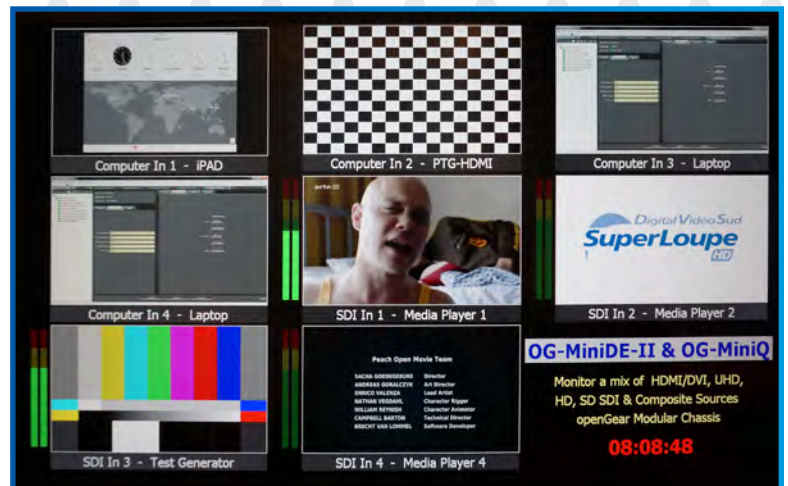 Computer In 1 - iPAD
Computer In 2 - PTG-HDMI
Computer In 3 - Laptop
Digital Video Sud
SuperLoupe
HD
Computer In 4 - Laptop
SDI In 1 - Media Player 1
SDI In 2 - Media Player 2
Peach Open Movie Team
SACHA GOEDEGEBURE Director
ANDREAS GORALCZYK Art Director
ENRICO VALENZA Lead Artist
NATHAN VEGDAHL Character Rigger
WILLIAM REYNISH Character Animator
CAMPBELL BARTON Technical Director
BRECHT VAN LOMMEL Software Developer
SDI In 3 - Test Generator
SDI In 4 - Media Player 4
OG-MiniDE-II & OG-MiniQ
Monitor a mix of HDMI/DVI, UHD,
HD, SD SDI & Composite Sources
openGear Modular Chassis
08:08:48